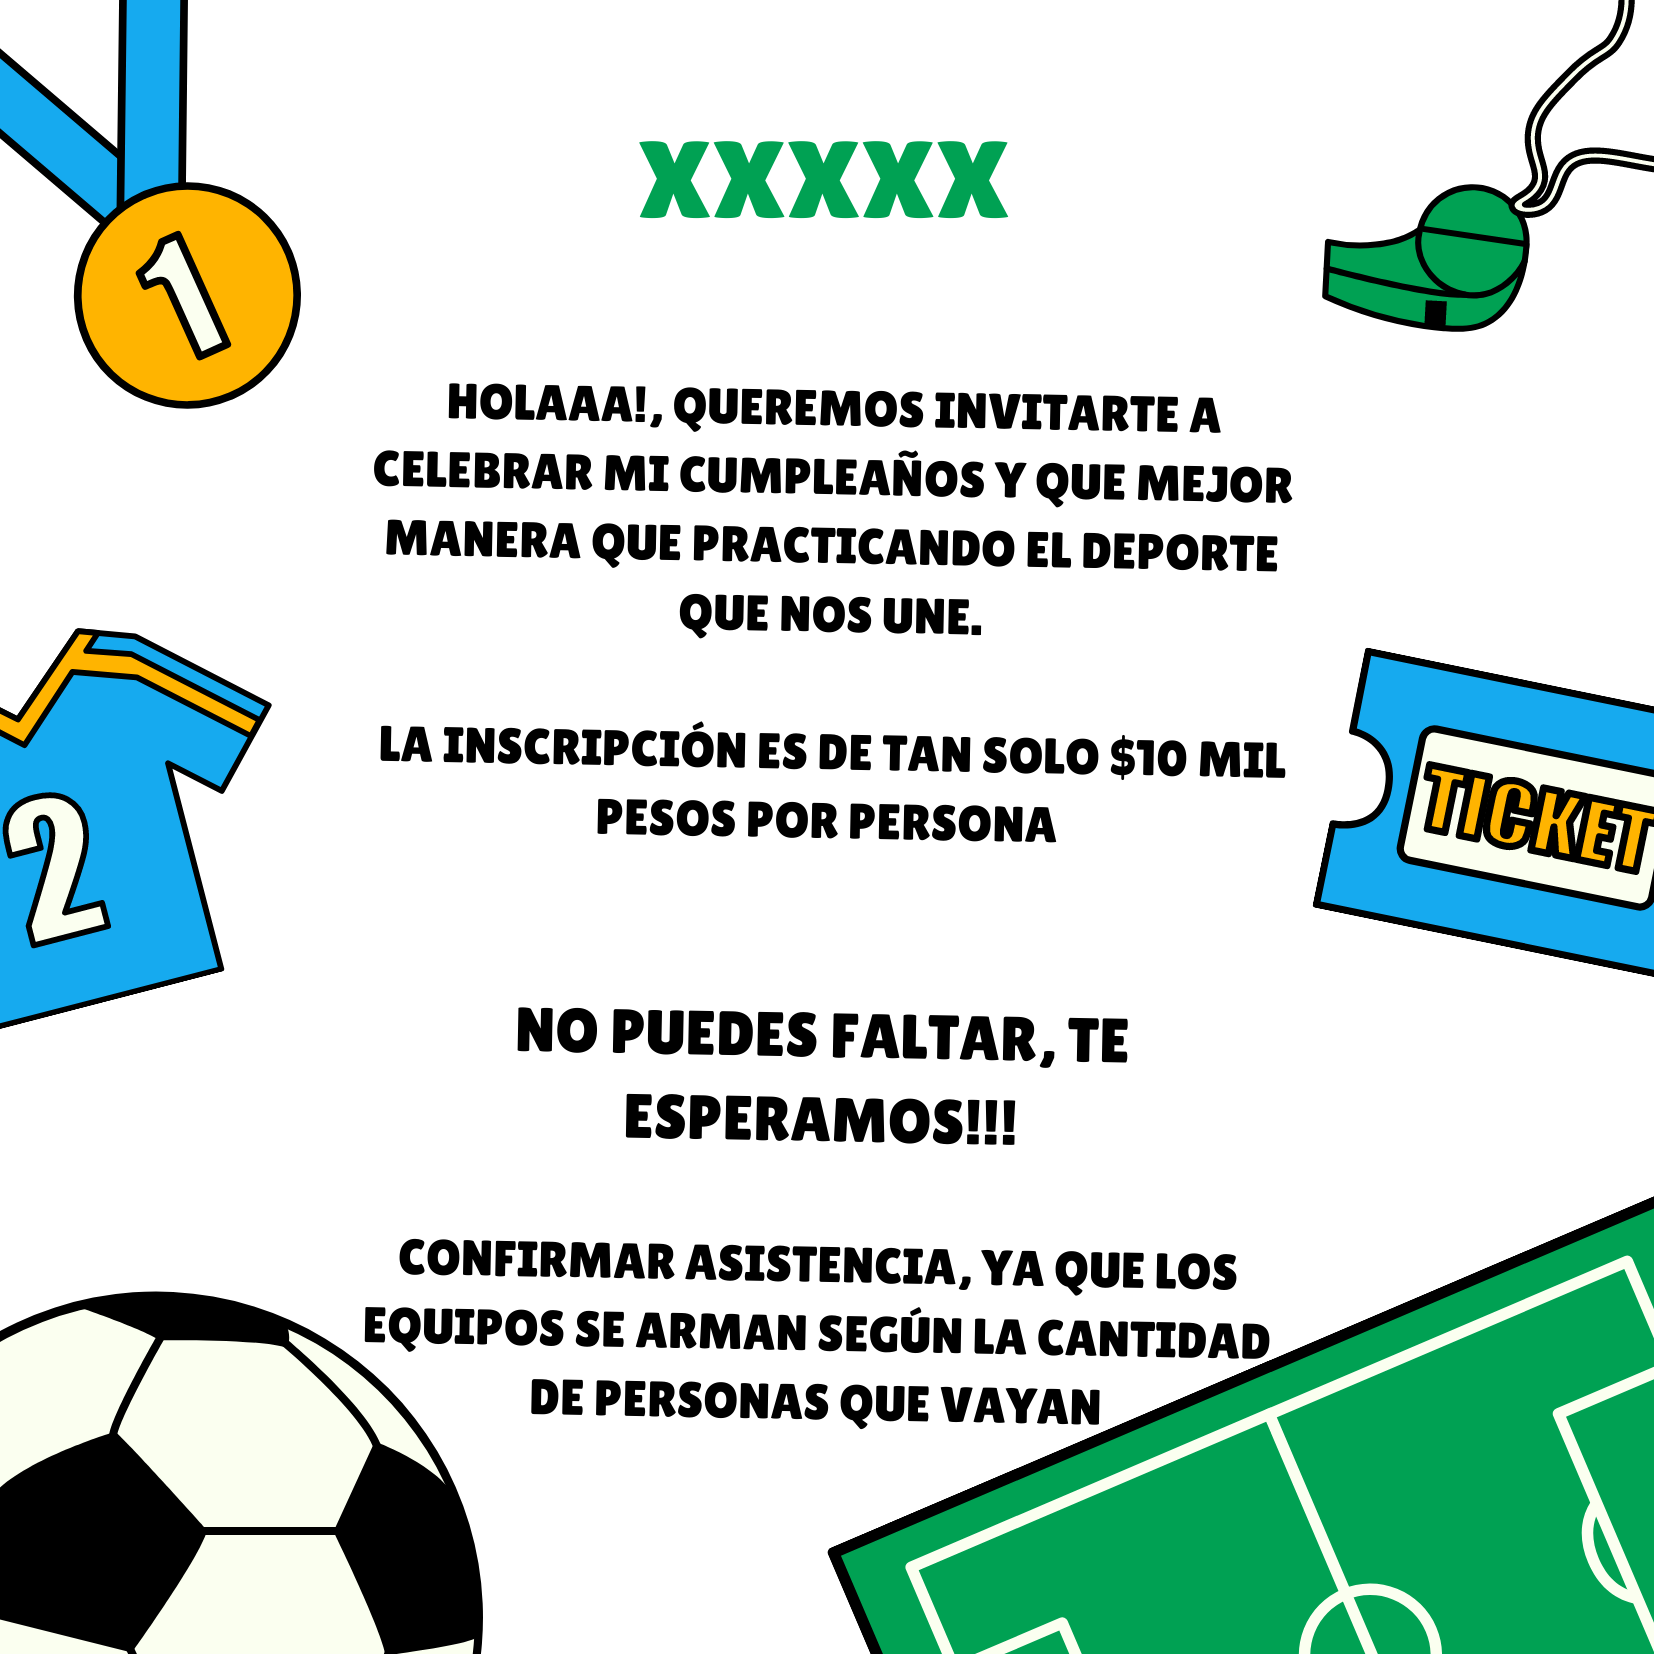 XXXXX
1
HOLAAA!, QUEREMOS INVITARTE A
CELEBRAR MI CUMPLEAÑOS Y QUE MEJOR
MANERA QUE PRACTICANDO EL DEPORTE
QUE NOS UNE.
LA INSCRIPCIÓN ES DE TAN SOLO $10 MIL
PESOS POR PERSONA
2
TICKET
NO PUEDES FALTAR, TE
ESPERAMOS!!!
CONFIRMAR ASISTENCIA, YA QUE LOS
EQUIPOS SE ARMAN SEGÚN LA CANTIDAD
DE PERSONAS QUE VAYAN